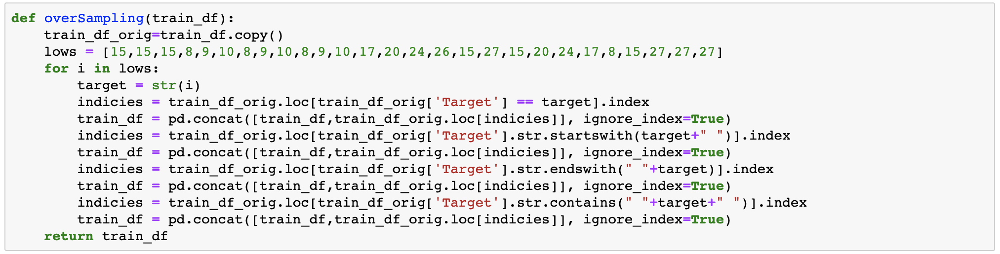 def overSampling(train_df):
    train_df_orig=train_df.copy()
    lows = [15,15,15,8,9,10,8,9,10,8,9,10,17,20,24,26,15,27,15,20,24,17,8,15,27,27,27]
    for i in lows:
        target = str(i)
        indicies = train_df_orig.loc[train_df_orig['Target'] == target].index
        train_df = pd.concat([train_df,train_df_orig.loc[indicies]], ignore_index=True)
        indicies = train_df_orig.loc[train_df_orig['Target'].str.startswith(target+" ")].index
        train_df = pd.concat([train_df,train_df_orig.loc[indicies]], ignore_index=True)
        indicies = train_df_orig.loc[train_df_orig['Target'].str.endswith(" "+target)].index
        train_df = pd.concat([train_df,train_df_orig.loc[indicies]], ignore_index=True)
        indicies = train_df_orig.loc[train_df_orig['Target'].str.contains(" "+target+" ")].index
        train_df = pd.concat([train_df,train_df_orig.loc[indicies]], ignore_index=True)
    return train_df